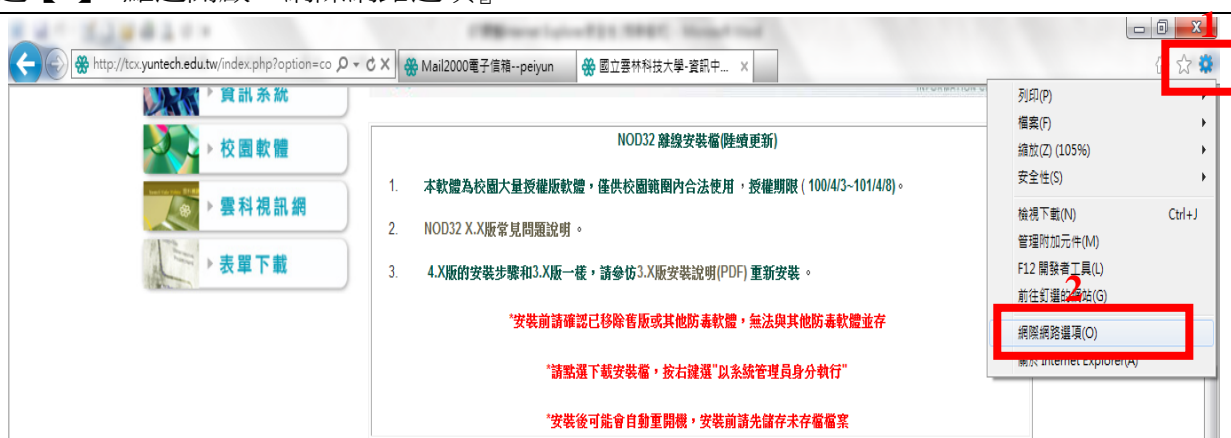 1
http://tcx.yuntech.edu.tw/index.php?option=co
Mail2000電子信箱--peiyun
國立雲林科技大學-資訊中...
資訊系統
校園軟體
雲科視訊網
表單下載
NOD32 離線安裝檔(陸續更新)
1. 本軟體為校園大量授權版軟體，僅供校園範圍內合法使用，授權期限 ( 100/4/3~101/4/8)。
2. NOD32 X.X版常見問題說明 。
3. 4.X版的安裝步驟和3.X版一樣，請參仿3.X版安裝說明(PDF) 重新安裝 。
*安裝前請確認已移除舊版或其他防毒軟體，無法與其他防毒軟體並存
*請點選下載安裝檔，按右鍵選"以系統管理員身分執行"
*安裝後可能會自動重開機，安裝前請先儲存未存檔檔案
列印(P)
檔案(F)
縮放(Z) (105%)
安全性(S)
檢視下載(N) Ctrl+J
管理附加元件(M)
F12 開發者工具(L)
前往釘選的網站(G)
2
網際網路選項(O)
關於 Internet Explorer(A)